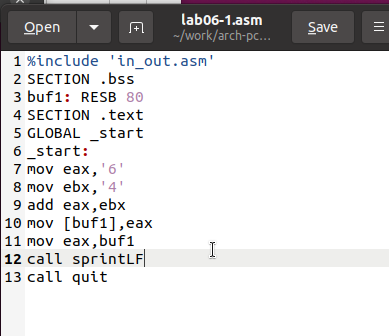 Open
lab06-1.asm
~/work/arch-pc…
Save
1 %include 'in_out.asm'
2 SECTION .bss
3 buf1: RESB 80
4 SECTION .text
5 GLOBAL _start
6 _start:
7 mov eax,'6'
8 mov ebx,'4'
9 add eax,ebx
10 mov [buf1],eax
11 mov eax,buf1
12 call sprintLF
13 call quit